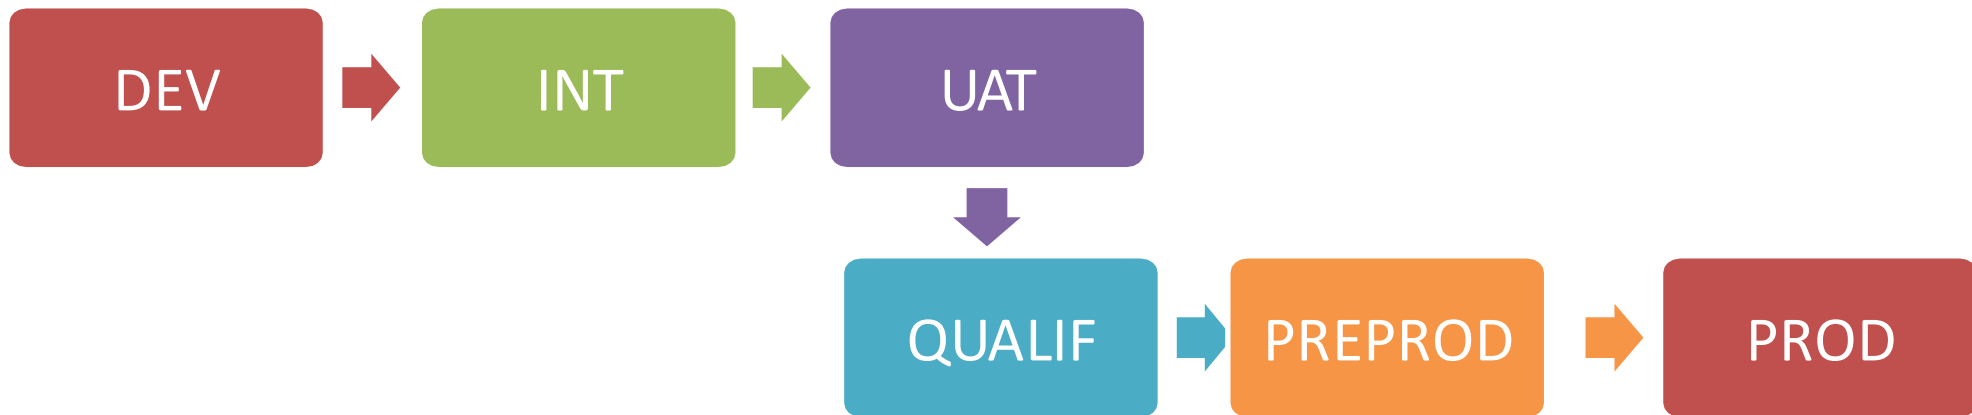 DEV
INT
UAT
QUALIF
PREPROD
PROD